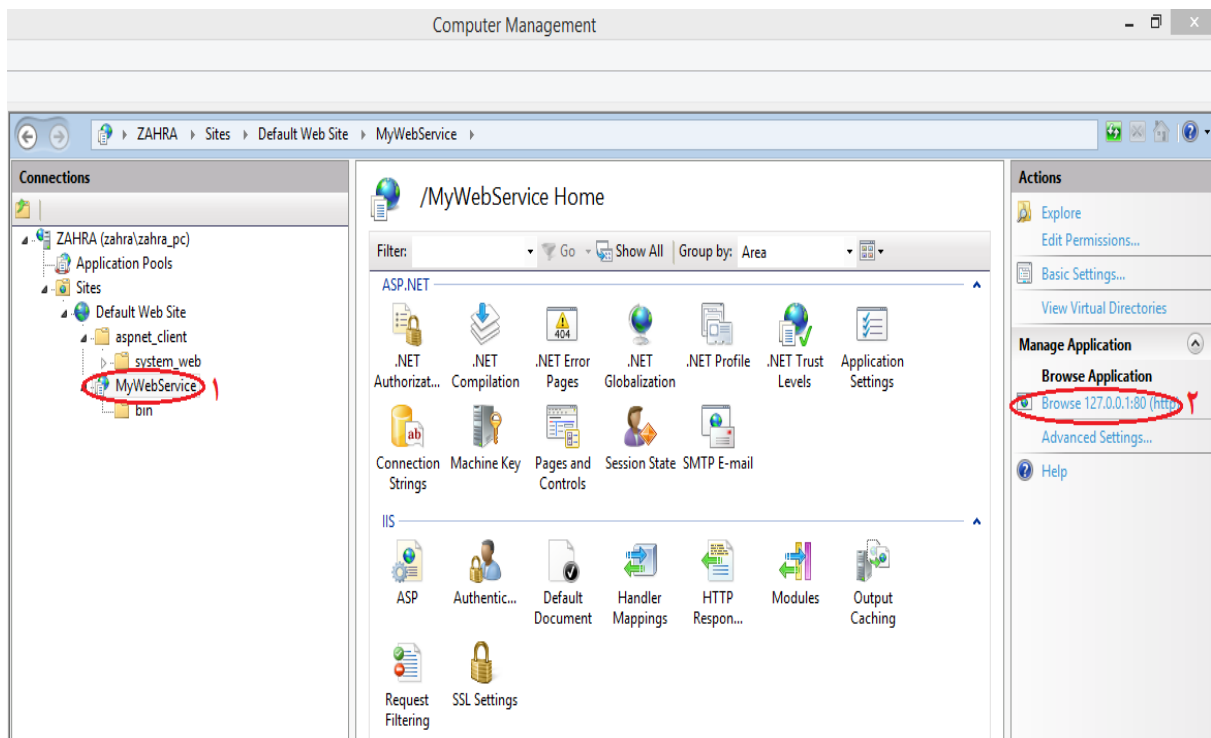 Computer Management
ZAHRA Sites Default Web Site MyWebService
Connections
ZAHRA (zahra\zahra_pc)
Application Pools
Sites
Default Web Site
aspnet_client
system_web
MyWebService ۱
bin
/MyWebService Home
Filter: Go Show All Group by: Area
ASP.NET
.NET Authorizat...
.NET Compilation
.NET Error Pages
.NET Globalization
.NET Profile
.NET Trust Levels
Application Settings
Connection Strings
Machine Key
Pages and Controls
Session State
SMTP E-mail
IIS
ASP
Authentic...
Default Document
Handler Mappings
HTTP Respon...
Modules
Output Caching
Request Filtering
SSL Settings
Actions
Explore
Edit Permissions...
Basic Settings...
View Virtual Directories
Manage Application
Browse Application
Browse 127.0.0.1:80 (http) ۲
Advanced Settings...
Help